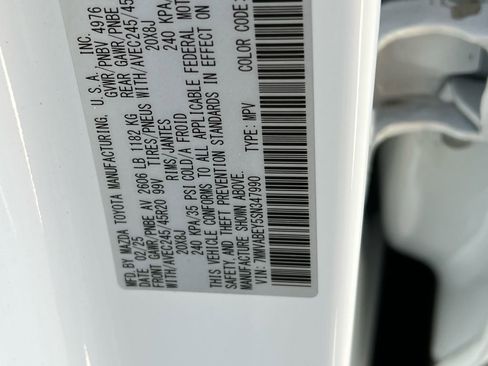 MFD. BY MAZDA TOYOTA MANUFACTURING, U.S.A., INC.
DATE 02/25 GVWR/PNBV 4976
FRONT GAWR/PNBE AV 2606 LB 1182 KG REAR GAWR/PNBE
WITH/AVEC245/45R20 99V TIRES/PNEUS WITH/AVEC245/45
20X8J RIMS/JANTES 20X8J
240 KPA/35 PSI COLD/A FROID 240 KPA/
THIS VEHICLE CONFORMS TO ALL APPLICABLE FEDERAL MOTOR
SAFETY AND THEFT PREVENTION STANDARDS IN EFFECT ON
MANUFACTURE SHOWN ABOVE.
VIN: 7MMVABEY5SN347990 TYPE: MPV COLOR CODE: